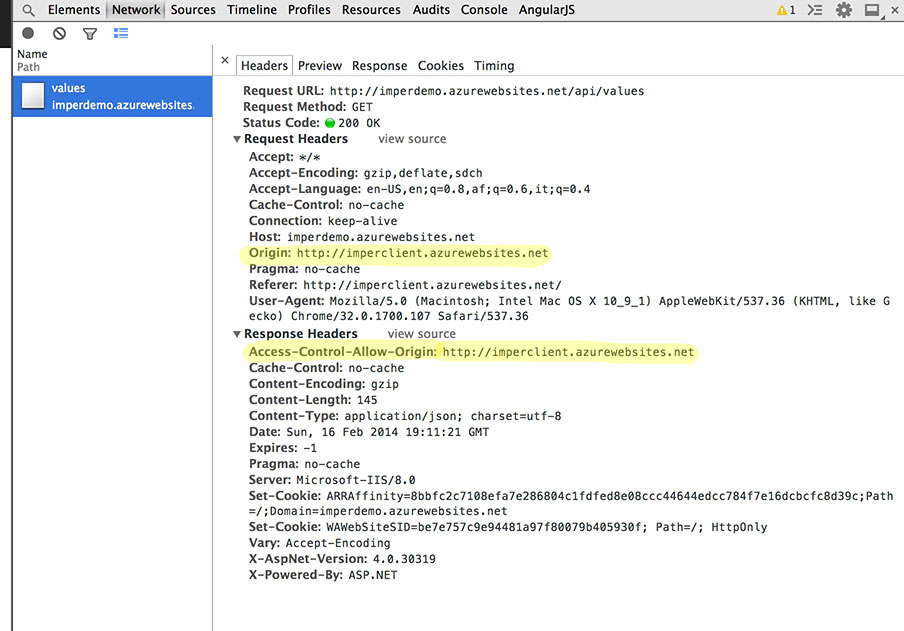 Elements Network Sources Timeline Profiles Resources Audits Console AngularJS 1
Name
Path
values
imperdemo.azurewebsites.
Headers Preview Response Cookies Timing
Request URL: http://imperdemo.azurewebsites.net/api/values
Request Method: GET
Status Code: 200 OK
Request Headers view source
Accept: */*
Accept-Encoding: gzip,deflate,sdch
Accept-Language: en-US,en;q=0.8,af;q=0.6,it;q=0.4
Cache-Control: no-cache
Connection: keep-alive
Host: imperdemo.azurewebsites.net
Origin: http://imperclient.azurewebsites.net
Pragma: no-cache
Referer: http://imperclient.azurewebsites.net/
User-Agent: Mozilla/5.0 (Macintosh; Intel Mac OS X 10_9_1) AppleWebKit/537.36 (KHTML, like G
ecko) Chrome/32.0.1700.107 Safari/537.36
Response Headers view source
Access-Control-Allow-Origin: http://imperclient.azurewebsites.net
Cache-Control: no-cache
Content-Encoding: gzip
Content-Length: 145
Content-Type: application/json; charset=utf-8
Date: Sun, 16 Feb 2014 19:11:21 GMT
Expires: -1
Pragma: no-cache
Server: Microsoft-IIS/8.0
Set-Cookie: ARRAffinity=8bbfc2c7108efa7e286804c1fdfed8e08ccc44644edcc784f7e16dcbcfc8d39c;Path
=/;Domain=imperdemo.azurewebsites.net
Set-Cookie: WAWebSiteSID=be7e757c9e94481a97f80079b405930f; Path=/; HttpOnly
Vary: Accept-Encoding
X-AspNet-Version: 4.0.30319
X-Powered-By: ASP.NET